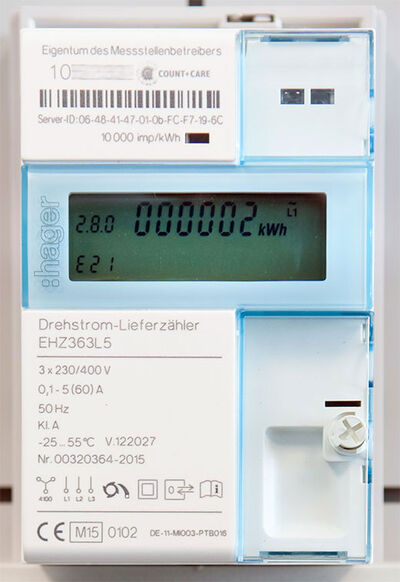 Eigentum des Messstellenbetreibers
10
COUNT+CARE
Server-ID:06-48-41-47-01-0b-FC-F7-19-6C
10 000 imp/kWh
:hager
2.8.0 000002 kWh L1
E21
Drehstrom-Lieferzähler
EHZ363L5
3 x 230/400 V
0,1 - 5 (60) A
50 Hz
Kl. A
-25 ... 55°C V.122027
Nr. 00320364-2015
4100 L1 L2 L3 0
CE M15 0102 DE-11-MI003-PTB016